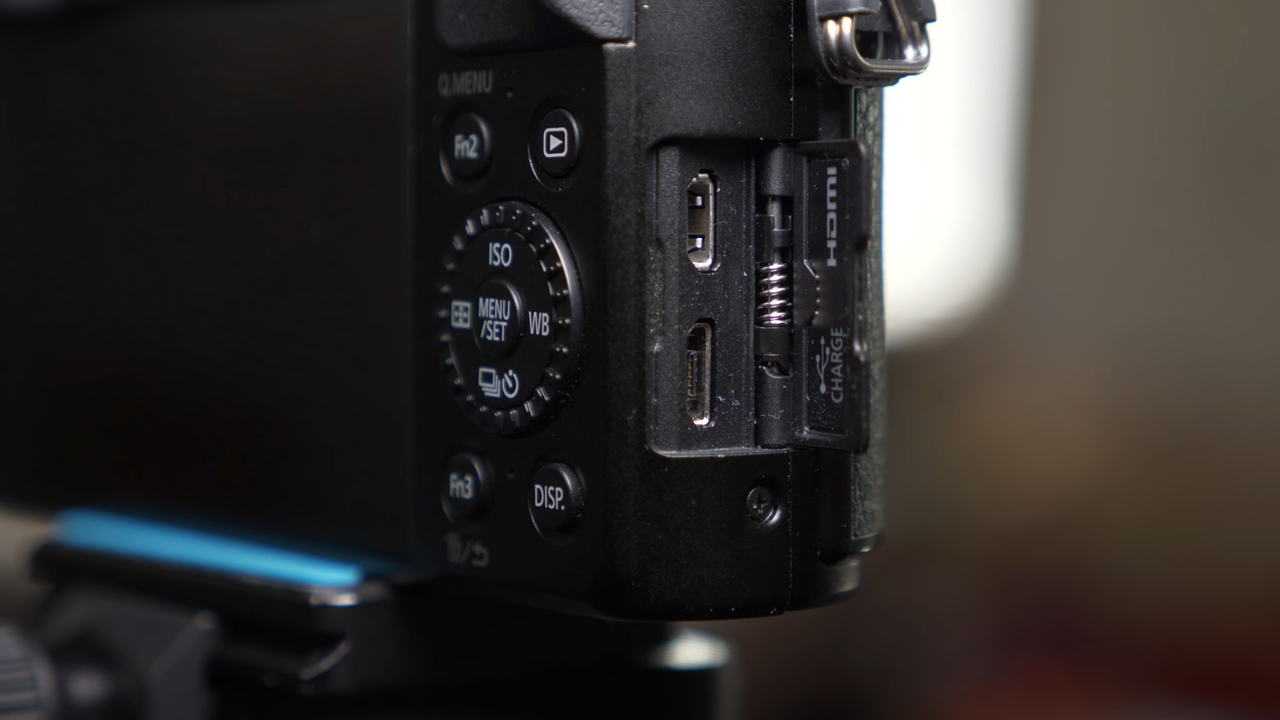 Q.MENU
Fn2
ISO
MENU
/SET
WB
Fn3
DISP.
HDMI
CHARGE